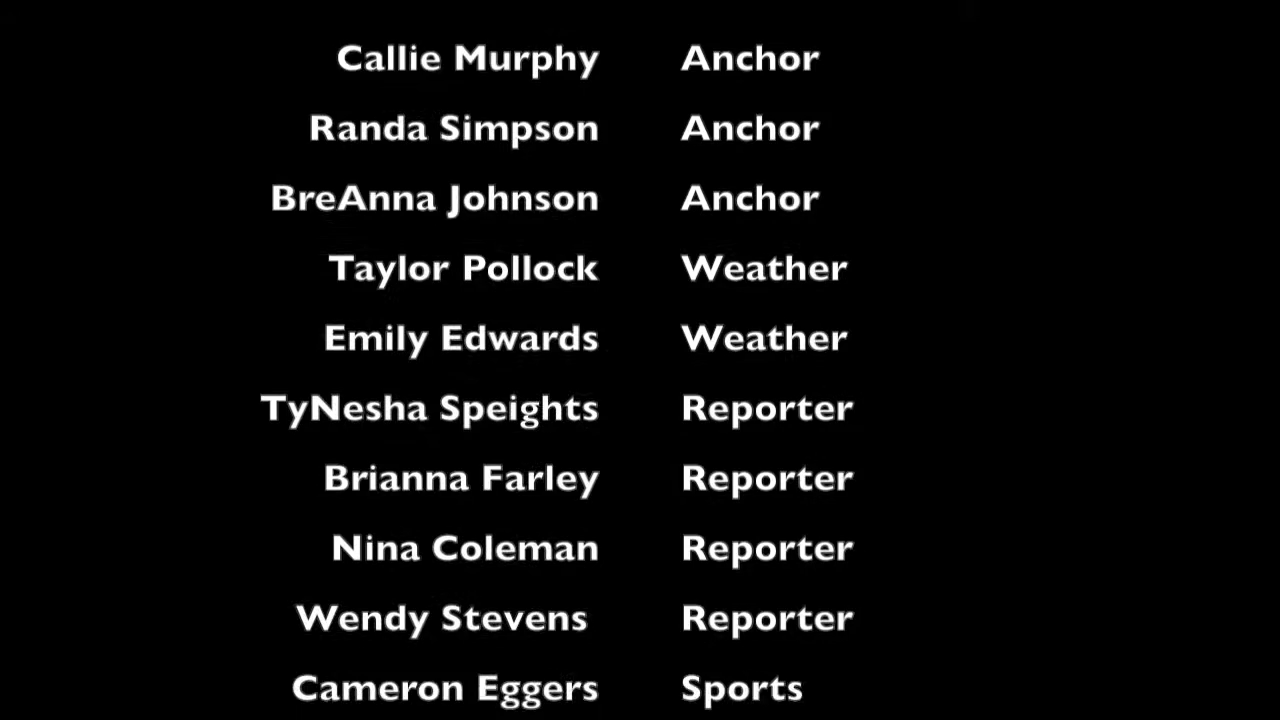 Callie Murphy Anchor
Randa Simpson Anchor
BreAnna Johnson Anchor
Taylor Pollock Weather
Emily Edwards Weather
TyNesha Speights Reporter
Brianna Farley Reporter
Nina Coleman Reporter
Wendy Stevens Reporter
Cameron Eggers Sports